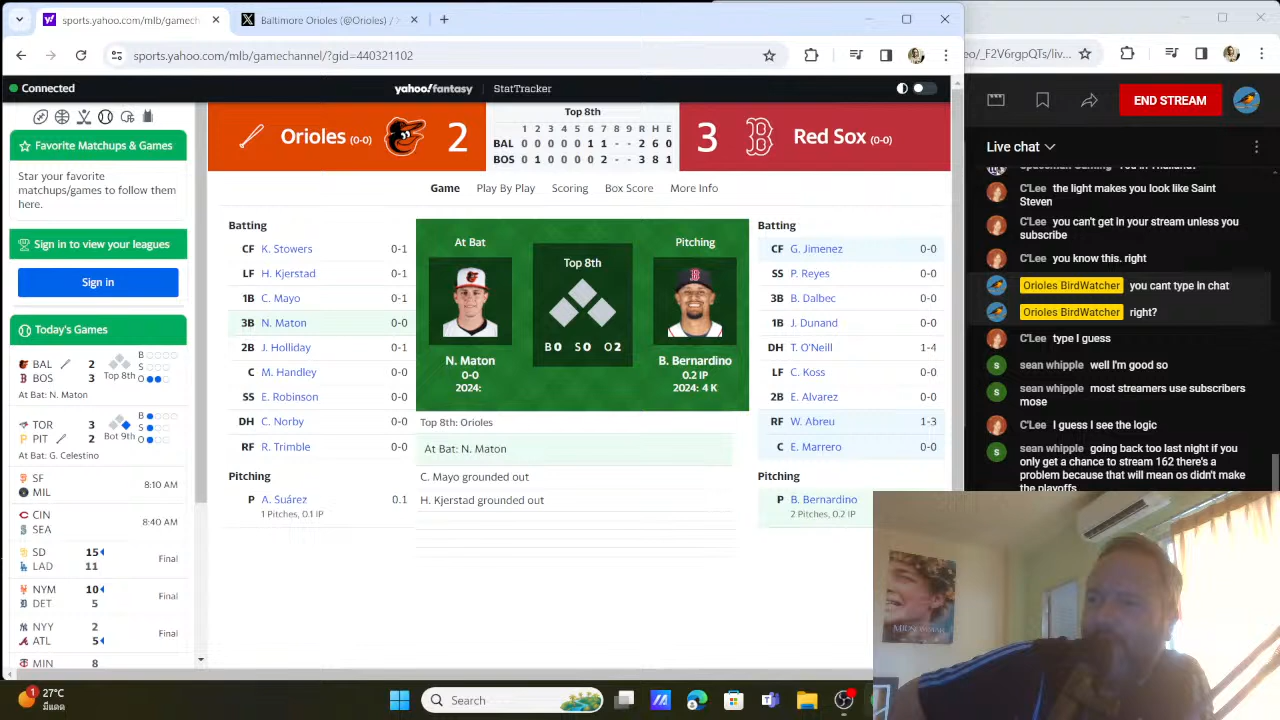 sports.yahoo.com/mlb/gamech
Baltimore Orioles (@Orioles) /
sports.yahoo.com/mlb/gamechannel/?gid=440321102
eo/_F2V6rgpQTs/liv...
Connected
yahoo!fantasy
StatTracker
END STREAM
Favorite Matchups & Games
Star your favorite
matchups/games to follow them
here.
Sign in to view your leagues
Sign in
Today's Games
BAL 2
BOS 3
Top 8th
B
S
O
At Bat: N. Maton
TOR 3
PIT 2
Bot 9th
B
S
O
At Bat: G. Celestino
SF
MIL
8:10 AM
CIN
SEA
8:40 AM
SD 15
LAD 11
Final
NYM 10
DET 5
Final
NYY 2
ATL 5
Final
MIN 8
Orioles (0-0) 2
Top 8th
1 2 3 4 5 6 7 8 9 R H E
BAL 0 0 0 0 0 1 1 - - 2 6 0
BOS 0 1 0 0 0 0 2 - - 3 8 1
3 Red Sox (0-0)
Game Play By Play Scoring Box Score More Info
Batting
CF K. Stowers 0-1
LF H. Kjerstad 0-1
1B C. Mayo 0-1
3B N. Maton 0-0
2B J. Holliday 0-1
C M. Handley 0-0
SS E. Robinson 0-0
DH C. Norby 0-0
RF R. Trimble 0-0
Pitching
P A. Suárez 0.1
1 Pitches, 0.1 IP
At Bat
N. Maton
0-0
2024:
Top 8th
B 0 S 0 O 2
Pitching
B. Bernardino
0.2 IP
2024: 4 K
Top 8th: Orioles
At Bat: N. Maton
C. Mayo grounded out
H. Kjerstad grounded out
Batting
CF G. Jimenez 0-0
SS P. Reyes 0-0
3B B. Dalbec 0-0
1B J. Dunand 0-0
DH T. O'Neill 1-4
LF C. Koss 0-0
2B E. Alvarez 0-0
RF W. Abreu 1-3
C E. Marrero 0-0
Pitching
P B. Bernardino
2 Pitches, 0.2 IP
Live chat
C'Lee the light makes you look like Saint
Steven
C'Lee you can't get in your stream unless you
subscribe
C'Lee you know this. right
Orioles BirdWatcher you cant type in chat
Orioles BirdWatcher right?
C'Lee type I guess
sean whipple well I'm good so
sean whipple most streamers use subscribers
mose
C'Lee I guess I see the logic
sean whipple going back too last night if you
only get a chance to stream 162 there's a
problem because that will mean os didn't make
the playoffs
MIDSOMMAR
1
27°C
มีแดด
Search